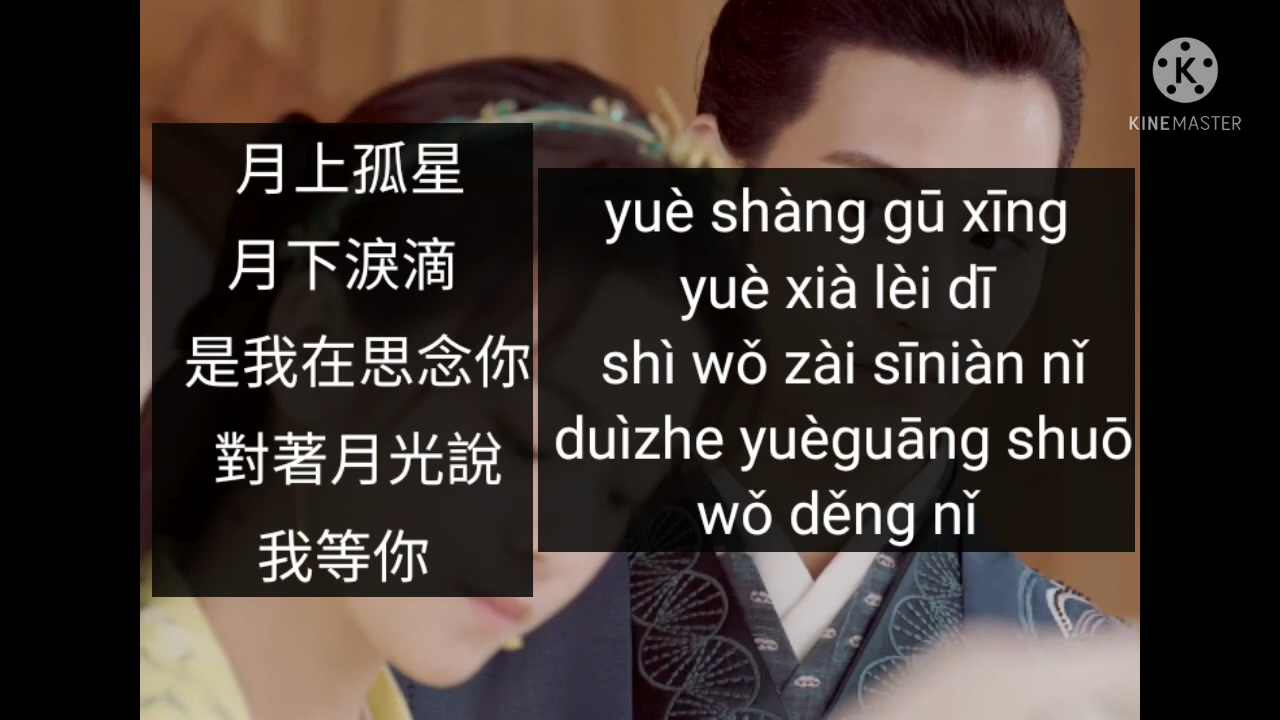 月上孤星
月下淚滴
是我在思念你
對著月光說
我等你
yuè shàng gū xīng
yuè xià lèi dī
shì wǒ zài sīniàn nǐ
duìzhe yuèguāng shuō
wǒ děng nǐ
K
KINEMASTER